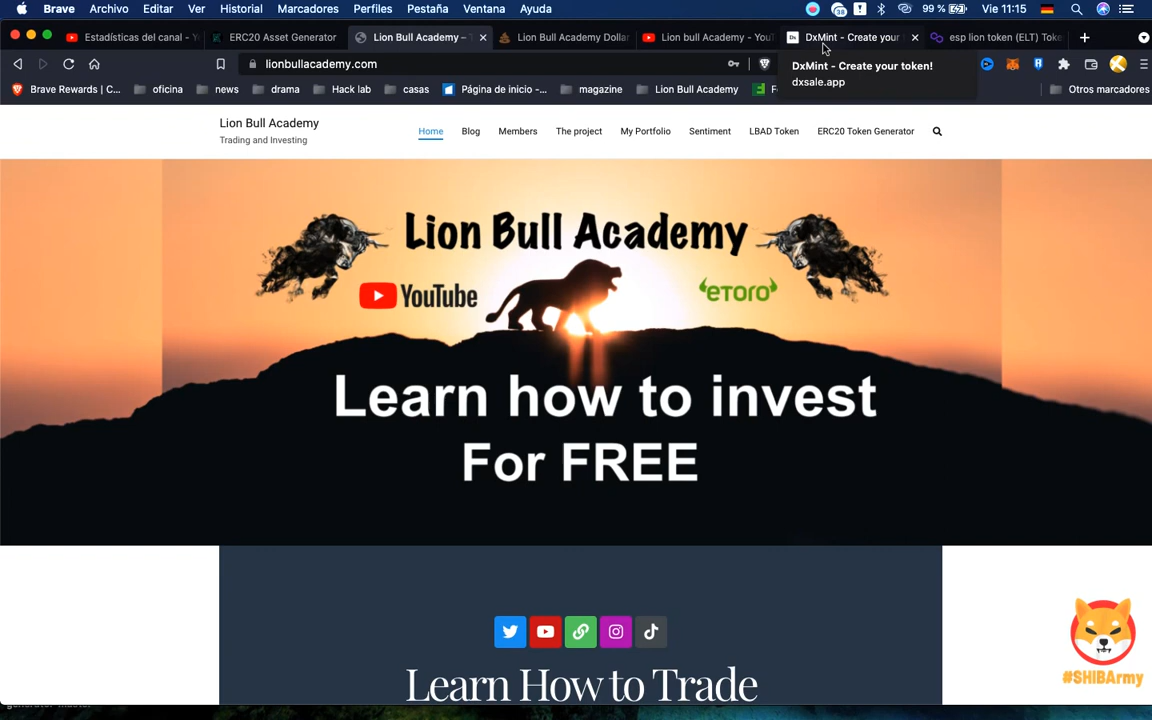 Brave Archivo Editar Ver Historial Marcadores Perfiles Pestaña Ventana Ayuda 38 99 % Vie 11:15
Estadísticas del canal - Y ERC20 Asset Generator Lion Bull Academy – Lion Bull Academy Dolla Lion bull Academy - YouT DxMint - Create your esp lion token (ELT) Toke
lionbullacademy.com
DxMint - Create your token!
dxsale.app
Brave Rewards | C... oficina news drama Hack lab casas Página de inicio -... magazine Lion Bull Academy Otros marcadores
Lion Bull Academy
Trading and Investing
Home Blog Members The project My Portfolio Sentiment LBAD Token ERC20 Token Generator
Lion Bull Academy
YouTube
eToro
Learn how to invest
For FREE
Learn How to Trade
#SHIBArmy